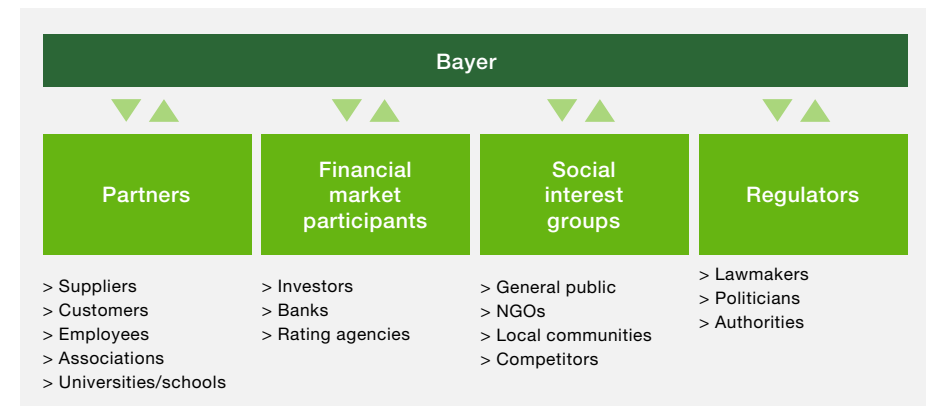 Bayer
Partners
> Suppliers
> Customers
> Employees
> Associations
> Universities/schools
Financial
market
participants
> Investors
> Banks
> Rating agencies
Social
interest
groups
> General public
> NGOs
> Local communities
> Competitors
Regulators
> Lawmakers
> Politicians
> Authorities